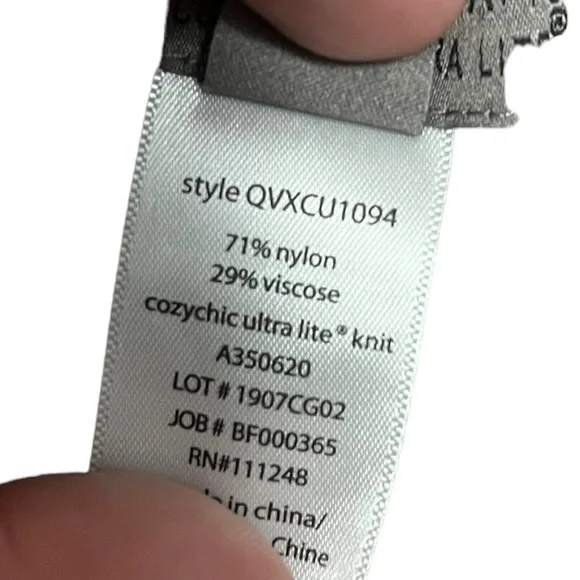 A LI
®
style QVXCU1094
71% nylon
29% viscose
cozychic ultra lite® knit
A350620
LOT # 1907CG02
JOB # BF000365
RN#111248
in china/
Chine